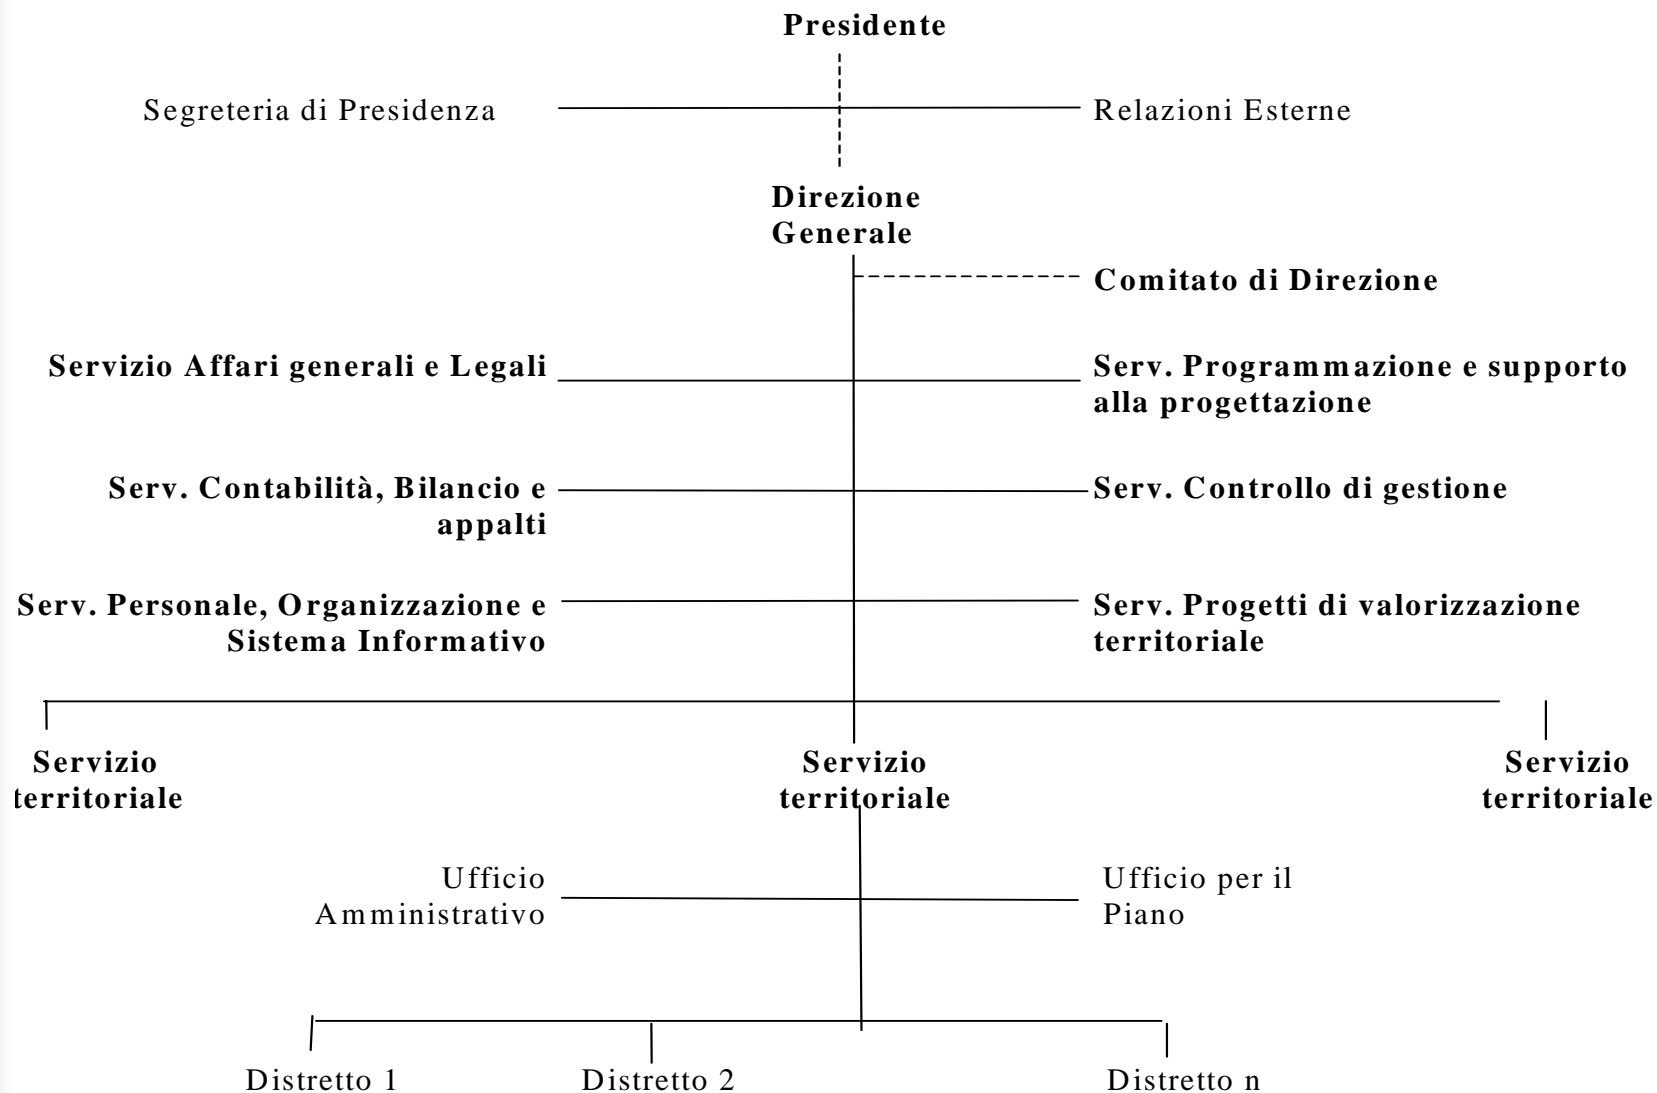 Presidente
Segreteria di Presidenza
Relazioni Esterne
Direzione
Generale
Comitato di Direzione
Servizio Affari generali e Legali
Serv. Programmazione e supporto
alla progettazione
Serv. Contabilità, Bilancio e
appalti
Serv. Controllo di gestione
Serv. Personale, Organizzazione e
Sistema Informativo
Serv. Progetti di valorizzazione
territoriale
Servizio
territoriale
Servizio
territoriale
Servizio
territoriale
Ufficio
Amministrativo
Ufficio per il
Piano
Distretto 1
Distretto 2
Distretto n